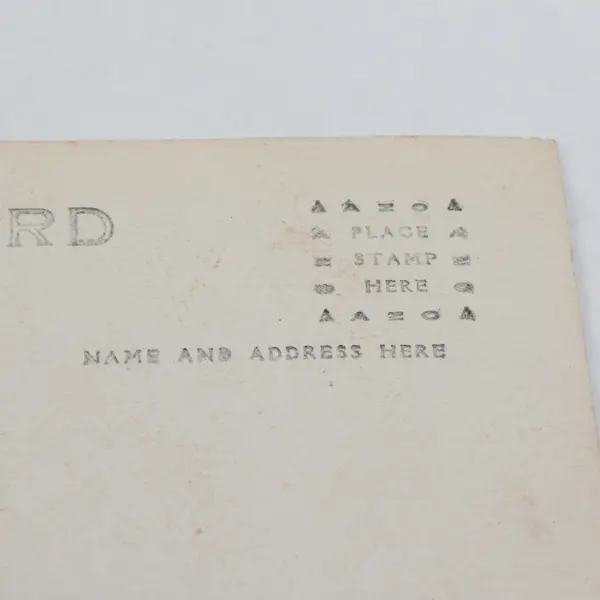 RD
PLACE
STAMP
HERE
NAME AND ADDRESS HERE